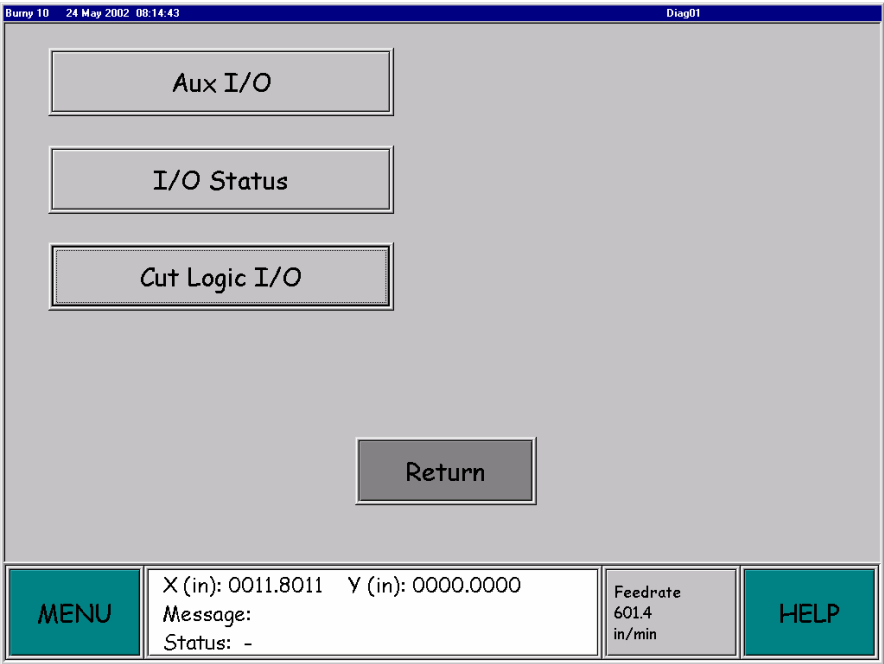 Burny 10 24 May 2002 08:14:43 Diag01
Aux I/O
I/O Status
Cut Logic I/O
Return
MENU
X (in): 0011.8011 Y (in): 0000.0000
Message:
Status: -
Feedrate
601.4
in/min
HELP